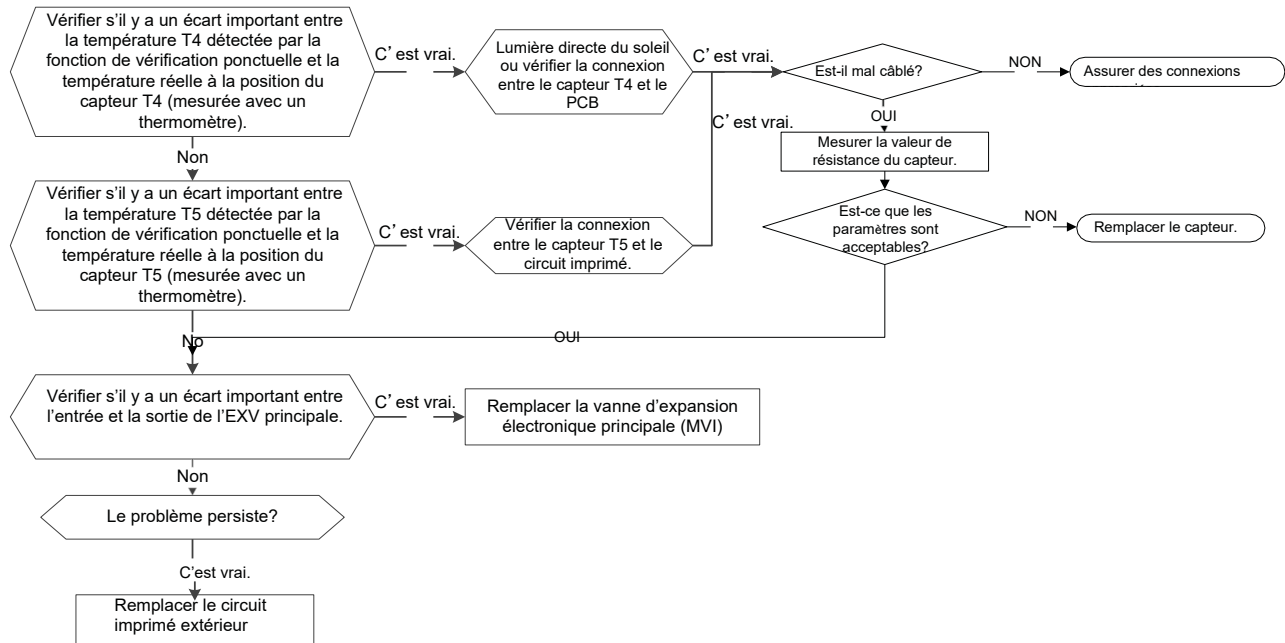 Vérifier s'il y a un écart important entre
la température T4 détectée par la
fonction de vérification ponctuelle et la
température réelle à la position du
capteur T4 (mesurée avec un
thermomètre).
C' est vrai.
Lumière directe du soleil
ou vérifier la connexion
entre le capteur T4 et le
PCB
C' est vrai.
Est-il mal câblé?
NON
Assurer des connexions
OUI
C' est vrai.
Mesurer la valeur de
résistance du capteur.
Non
Vérifier s'il y a un écart important entre
la température T5 détectée par la
fonction de vérification ponctuelle et la
température réelle à la position du
capteur T5 (mesurée avec un
thermomètre).
C' est vrai.
Vérifier la connexion
entre le capteur T5 et le
circuit imprimé.
Est-ce que les
paramètres sont
acceptables?
NON
Remplacer le capteur.
No
OUI
Vérifier s'il y a un écart important entre
l'entrée et la sortie de l'EXV principale.
C' est vrai.
Remplacer la vanne d'expansion
électronique principale (MVI)
Non
Le problème persiste?
C'est vrai.
Remplacer le circuit
imprimé extérieur